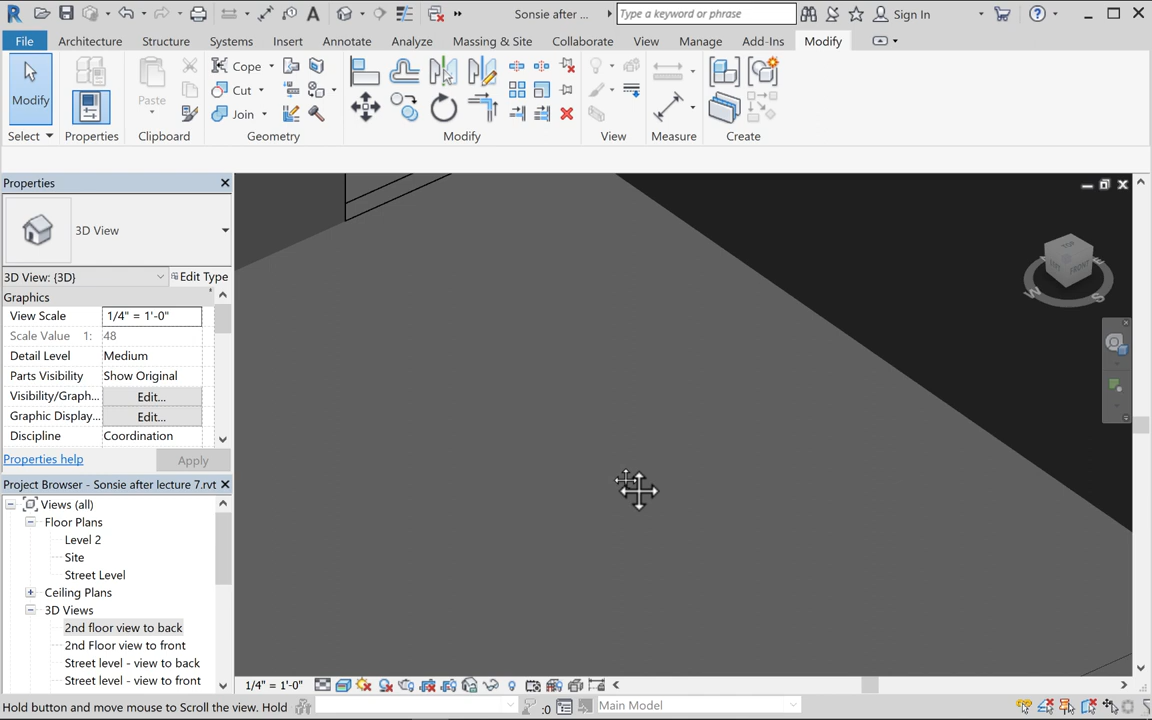 Sonsie after ...
Type a keyword or phrase
Sign In
File Architecture Structure Systems Insert Annotate Analyze Massing & Site Collaborate View Manage Add-Ins Modify
Modify
Paste
Cope
Cut
Join
Select Properties Clipboard Geometry Modify View Measure Create
Properties
3D View
3D View: {3D} Edit Type
Graphics
View Scale 1/4" = 1'-0"
Scale Value 1: 48
Detail Level Medium
Parts Visibility Show Original
Visibility/Graph... Edit...
Graphic Display... Edit...
Discipline Coordination
Properties help Apply
Project Browser - Sonsie after lecture 7.rvt
Views (all)
Floor Plans
Level 2
Site
Street Level
Ceiling Plans
3D Views
2nd floor view to back
2nd Floor view to front
Street level - view to back
Street level - view to front
TOP
FRONT
W
S
E
1/4" = 1'-0"
Hold button and move mouse to Scroll the view. Hold
:0
Main Model